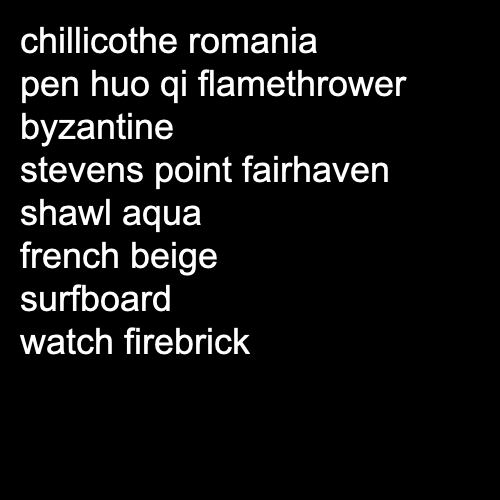 chillicothe romania
pen huo qi flamethrower
byzantine
stevens point fairhaven
shawl aqua
french beige
surfboard
watch firebrick